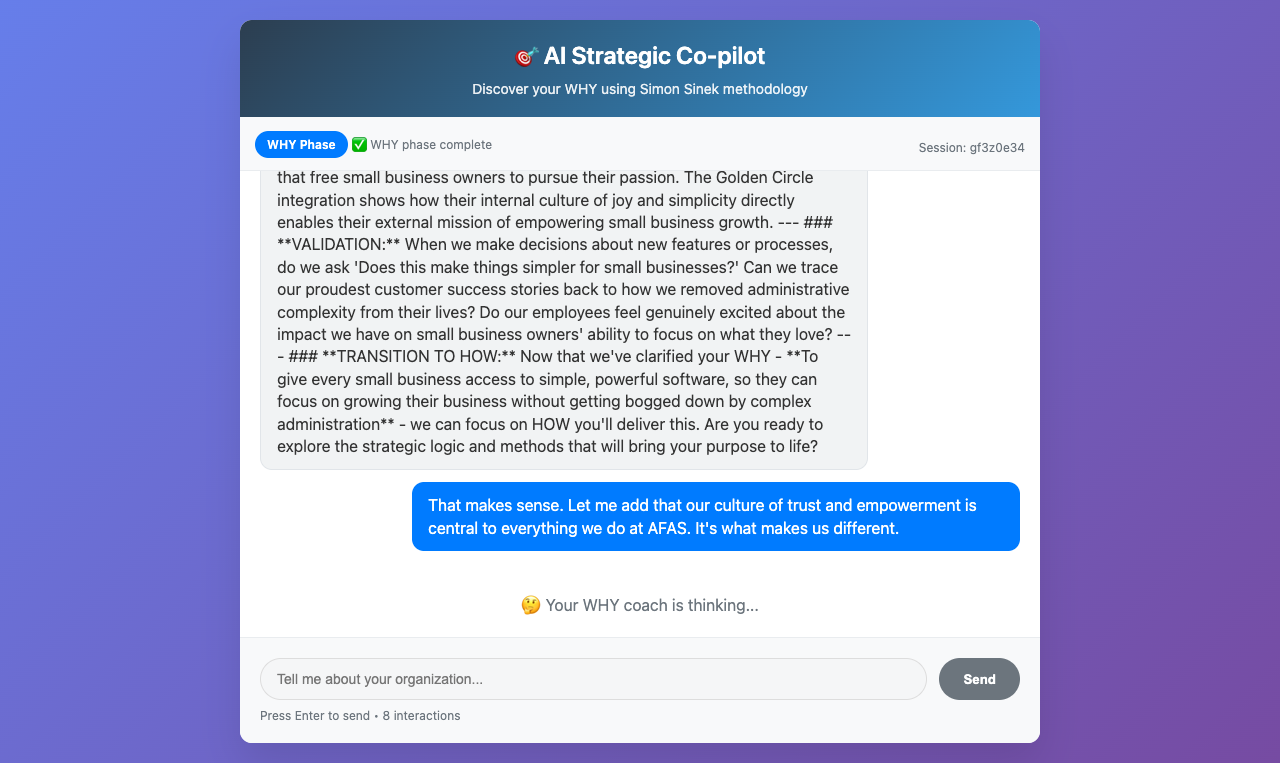 🎯 AI Strategic Co-pilot
Discover your WHY using Simon Sinek methodology
WHY Phase ✅ WHY phase complete
Session: gf3z0e34
that free small business owners to pursue their passion. The Golden Circle
integration shows how their internal culture of joy and simplicity directly
enables their external mission of empowering small business growth. --- ###
**VALIDATION:** When we make decisions about new features or processes,
do we ask 'Does this make things simpler for small businesses?' Can we trace
our proudest customer success stories back to how we removed administrative
complexity from their lives? Do our employees feel genuinely excited about the
impact we have on small business owners' ability to focus on what they love? --
- ### **TRANSITION TO HOW:** Now that we've clarified your WHY - **To
give every small business access to simple, powerful software, so they can
focus on growing their business without getting bogged down by complex
administration** - we can focus on HOW you'll deliver this. Are you ready to
explore the strategic logic and methods that will bring your purpose to life?
That makes sense. Let me add that our culture of trust and empowerment is
central to everything we do at AFAS. It's what makes us different.
🤔 Your WHY coach is thinking...
Tell me about your organization...
Send
Press Enter to send • 8 interactions